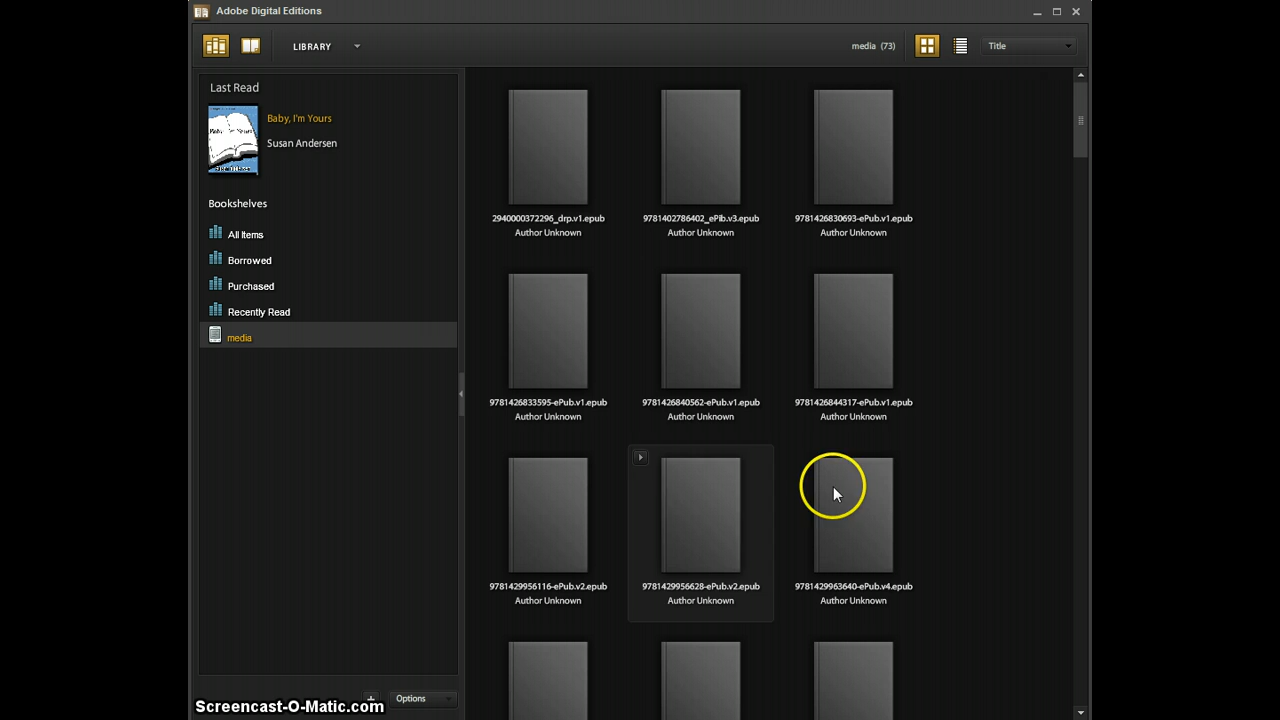 Adobe Digital Editions
LIBRARY
media (73)
Title
Last Read
Baby, I'm Yours
Susan Andersen
Bookshelves
All Items
Borrowed
Purchased
Recently Read
media
2940000372296_drp.v1.epub
Author Unknown
9781402786402_ePib.v3.epub
Author Unknown
9781426830693-ePub.v1.epub
Author Unknown
9781426833595-ePub.v1.epub
Author Unknown
9781426840562-ePub.v1.epub
Author Unknown
9781426844317-ePub.v1.epub
Author Unknown
9781429956116-ePub.v2.epub
Author Unknown
9781429956628-ePub.v2.epub
Author Unknown
9781429963640-ePub.v4.epub
Author Unknown
Options
Screencast-O-Matic.com